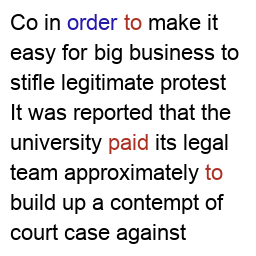 Co in order to make it
easy for big business to
stifle legitimate protest
It was reported that the
university paid its legal
team approximately to
build up a contempt of
court case against